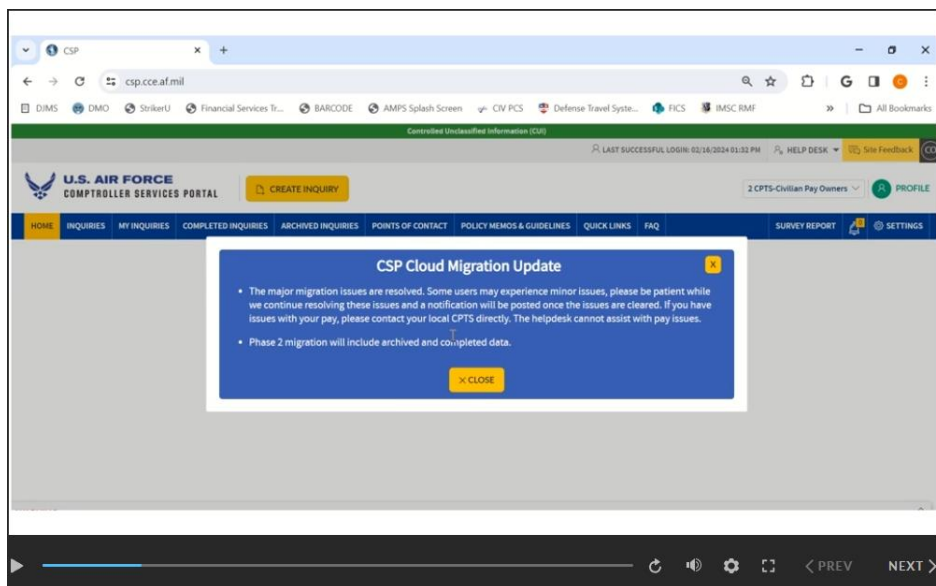 CSP
csp.cce.af.mil
DJMS DMO StrikerU Financial Services Tr... BARCODE AMPS Splash Screen CIV PCS Defense Travel Syste... FICS IMSC RMF » All Bookmarks
Controlled Unclassified Information (CUI)
LAST SUCCESSFUL LOGIN: 02/16/2024 01:32 PM HELP DESK Site Feedback CO
U.S. AIR FORCE
COMPTROLLER SERVICES PORTAL
CREATE INQUIRY
2 CPTS-Civilian Pay Owners
PROFILE
HOME INQUIRIES MY INQUIRIES COMPLETED INQUIRIES ARCHIVED INQUIRIES POINTS OF CONTACT POLICY MEMOS & GUIDELINES QUICK LINKS FAQ SURVEY REPORT SETTINGS
CSP Cloud Migration Update
X
• The major migration issues are resolved. Some users may experience minor issues, please be patient while
we continue resolving these issues and a notification will be posted once the issues are cleared. If you have
issues with your pay, please contact your local CPTS directly. The helpdesk cannot assist with pay issues.
• Phase 2 migration will include archived and completed data.
× CLOSE
< PREV NEXT >